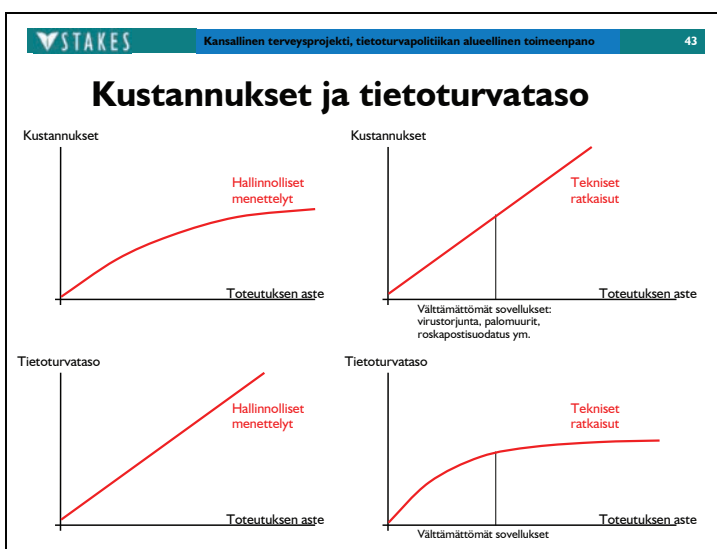 STAKES
Kansallinen terveysprojekti, tietoturvapolitiikan alueellinen toimeenpano
43
Kustannukset ja tietoturvataso
Kustannukset
Hallinnolliset
menettelyt
Toteutuksen aste
Kustannukset
Tekniset
ratkaisut
Toteutuksen aste
Välttämättömät sovellukset:
virustorjunta, palomuurit,
roskapostisuodatus ym.
Tietoturvataso
Hallinnolliset
menettelyt
Toteutuksen aste
Tietoturvataso
Tekniset
ratkaisut
Toteutuksen aste
Välttämättömät sovellukset